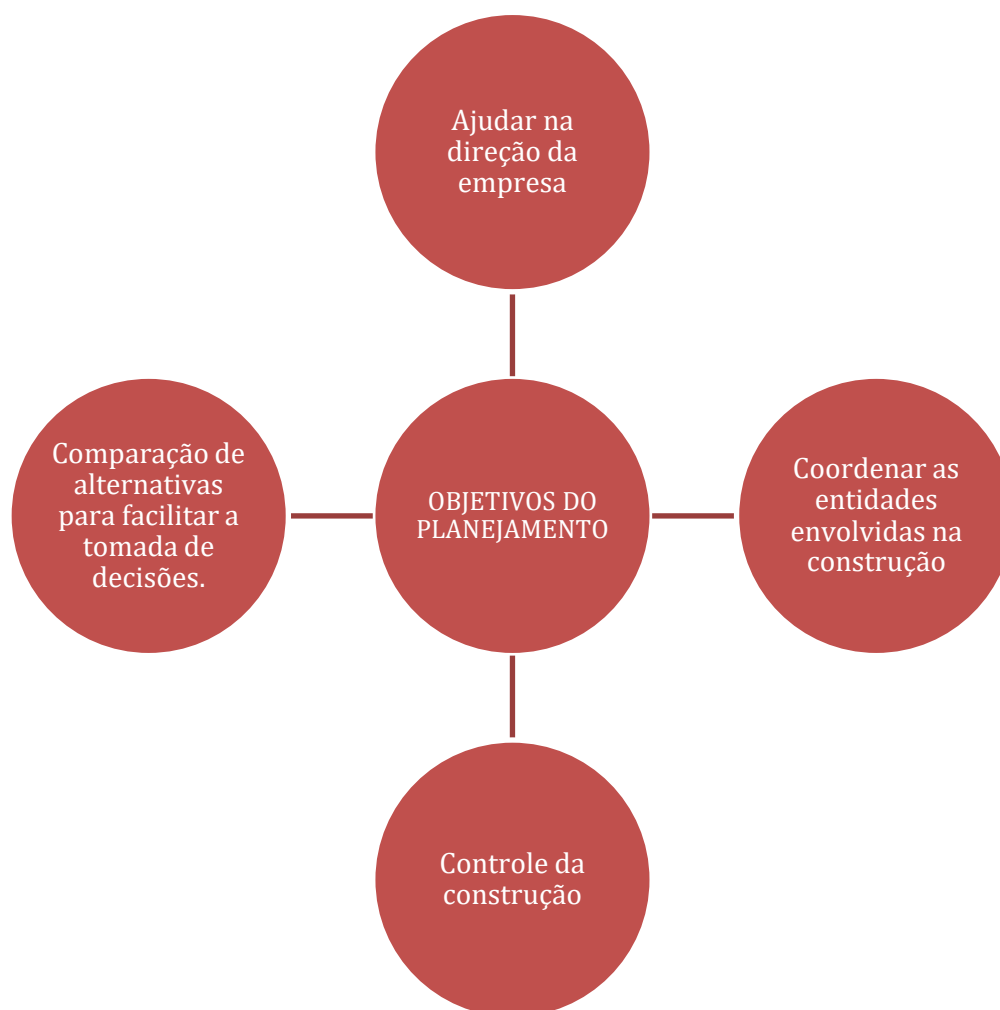 Ajudar na
direção da
empresa
Comparação de
alternativas
para facilitar a
tomada de
decisões.
OBJETIVOS DO
PLANEJAMENTO
Coordenar as
entidades
envolvidas na
construção
Controle da
construção